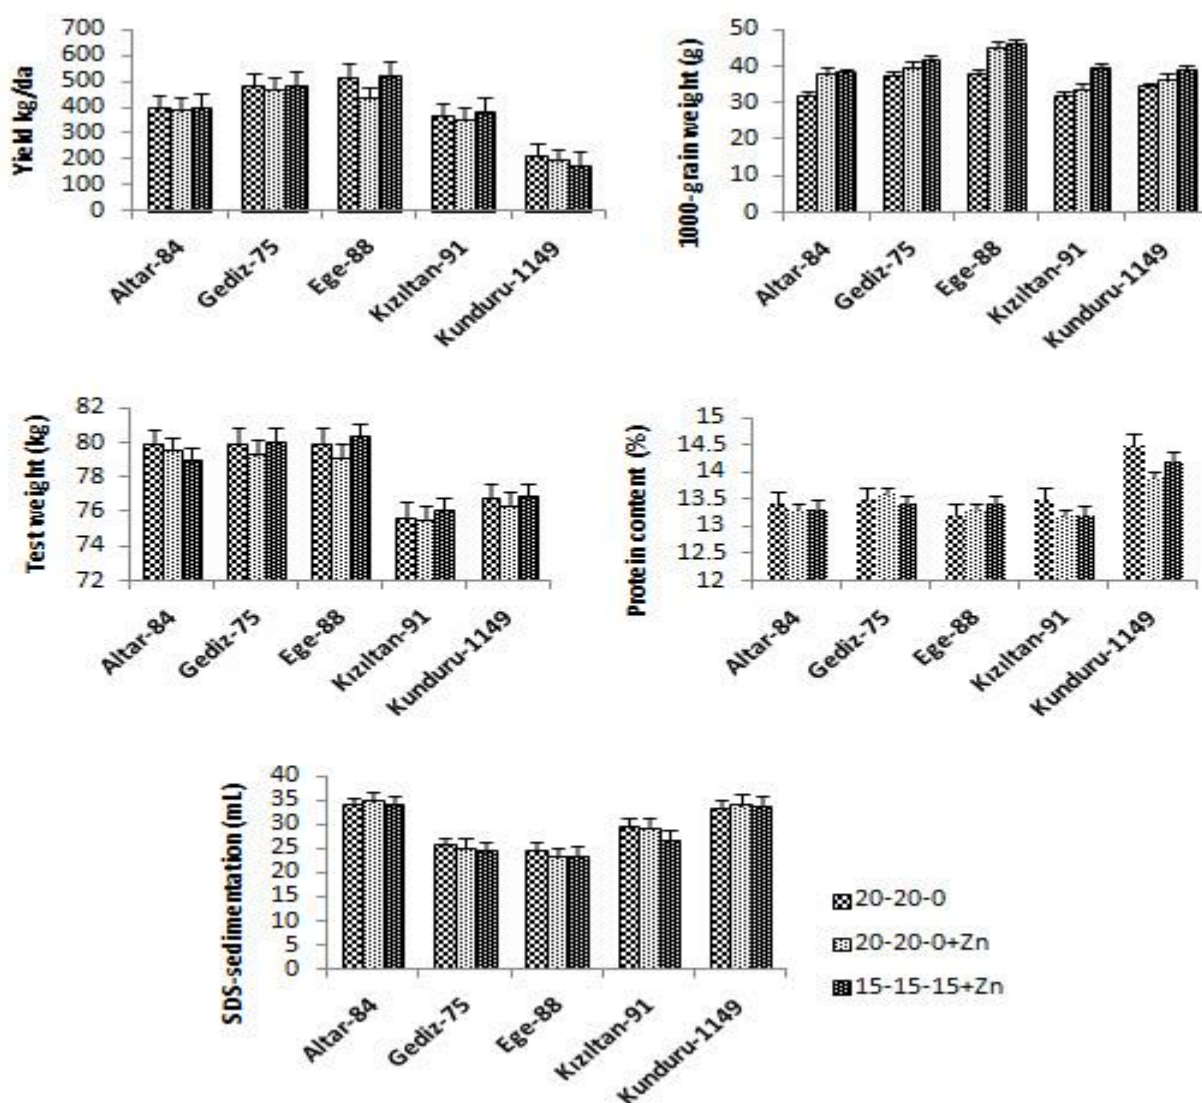 Yield kg/da
700
600
500
400
300
200
100
0
Altar-84
Gediz-75
Ege-88
Kızıltan-91
Kunduru-1149
1000-grain weight (g)
50
40
30
20
10
0
Altar-84
Gediz-75
Ege-88
Kızıltan-91
Kunduru-1149
Test weight (kg)
82
80
78
76
74
72
Altar-84
Gediz-75
Ege-88
Kızıltan-91
Kunduru-1149
Protein content (%)
15
14.5
14
13.5
13
12.5
12
Altar-84
Gediz-75
Ege-88
Kızıltan-91
Kunduru-1149
SDS-sedimentation (mL)
40
35
30
25
20
15
10
5
0
Altar-84
Gediz-75
Ege-88
Kızıltan-91
Kunduru-1149
20-20-0
20-20-0+Zn
15-15-15+Zn